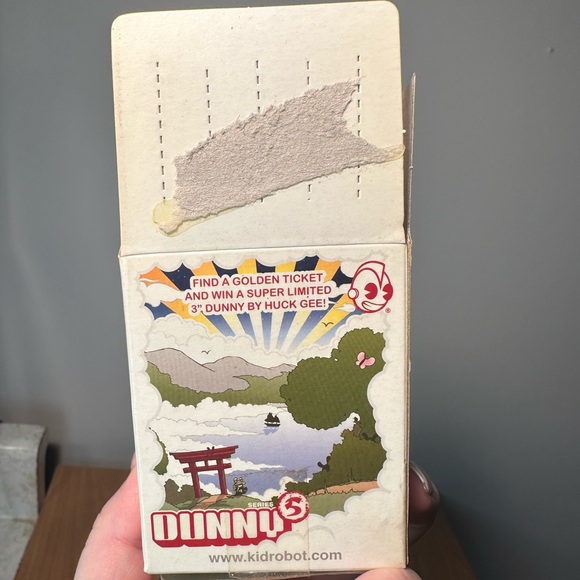 FIND A GOLDEN TICKET
AND WIN A SUPER LIMITED
3" DUNNY BY HUCK GEE!
®
SERIES
DUNNY 5
www.kidrobot.com